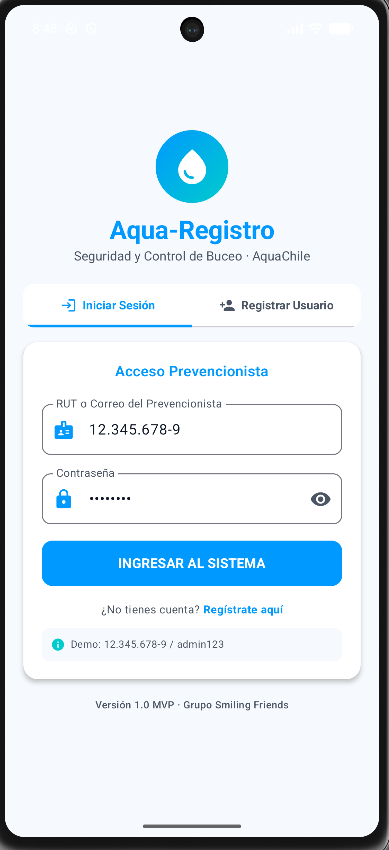 Aqua-Registro
Seguridad y Control de Buceo · AquaChile
Iniciar Sesión
Registrar Usuario
Acceso Prevencionista
RUT o Correo del Prevencionista
12.345.678-9
Contraseña
••••••••
INGRESAR AL SISTEMA
¿No tienes cuenta? Regístrate aquí
Demo: 12.345.678-9 / admin123
Versión 1.0 MVP · Grupo Smiling Friends